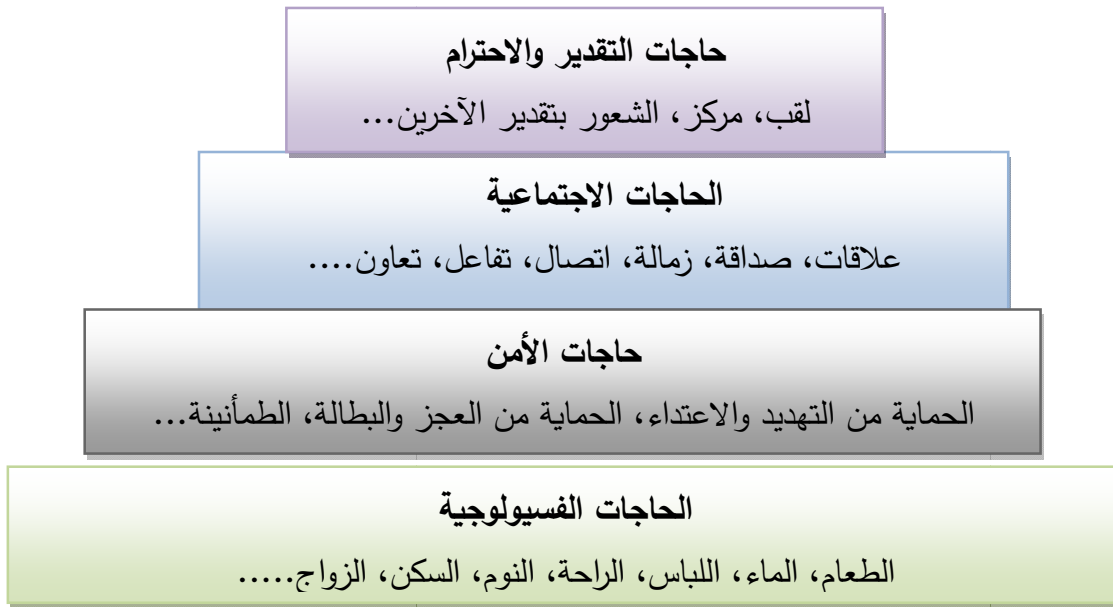 حاجات التقدير والاحترام
لقب، مركز، الشعور بتقدير الآخرين...
الحاجات الاجتماعية
علاقات، صداقة، زمالة، اتصال، تفاعل، تعاون....
حاجات الأمن
الحماية من التهديد والاعتداء، الحماية من العجز والبطالة، الطمأنينة...
الحاجات الفسيولوجية
الطعام، الماء، اللباس، الراحة، النوم، السكن، الزواج.....